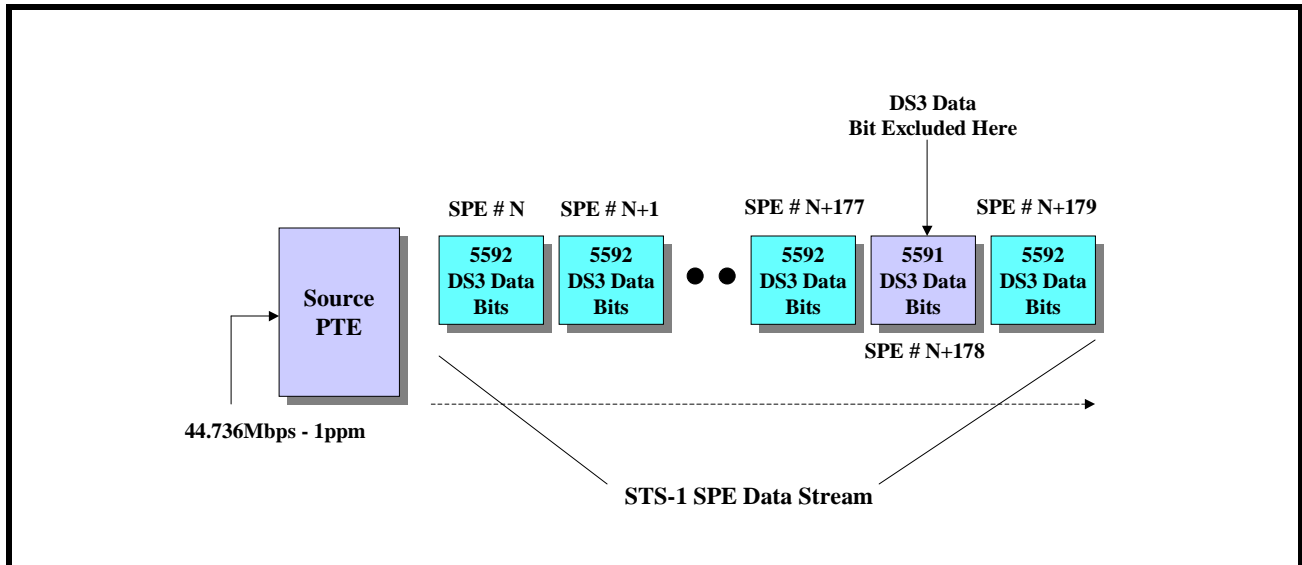 DS3 Data
Bit Excluded Here
SPE # N
SPE # N+1
SPE # N+177
SPE # N+179
Source
PTE
5592
DS3 Data
Bits
5592
DS3 Data
Bits
5592
DS3 Data
Bits
5591
DS3 Data
Bits
5592
DS3 Data
Bits
SPE # N+178
44.736Mbps - 1ppm
STS-1 SPE Data Stream